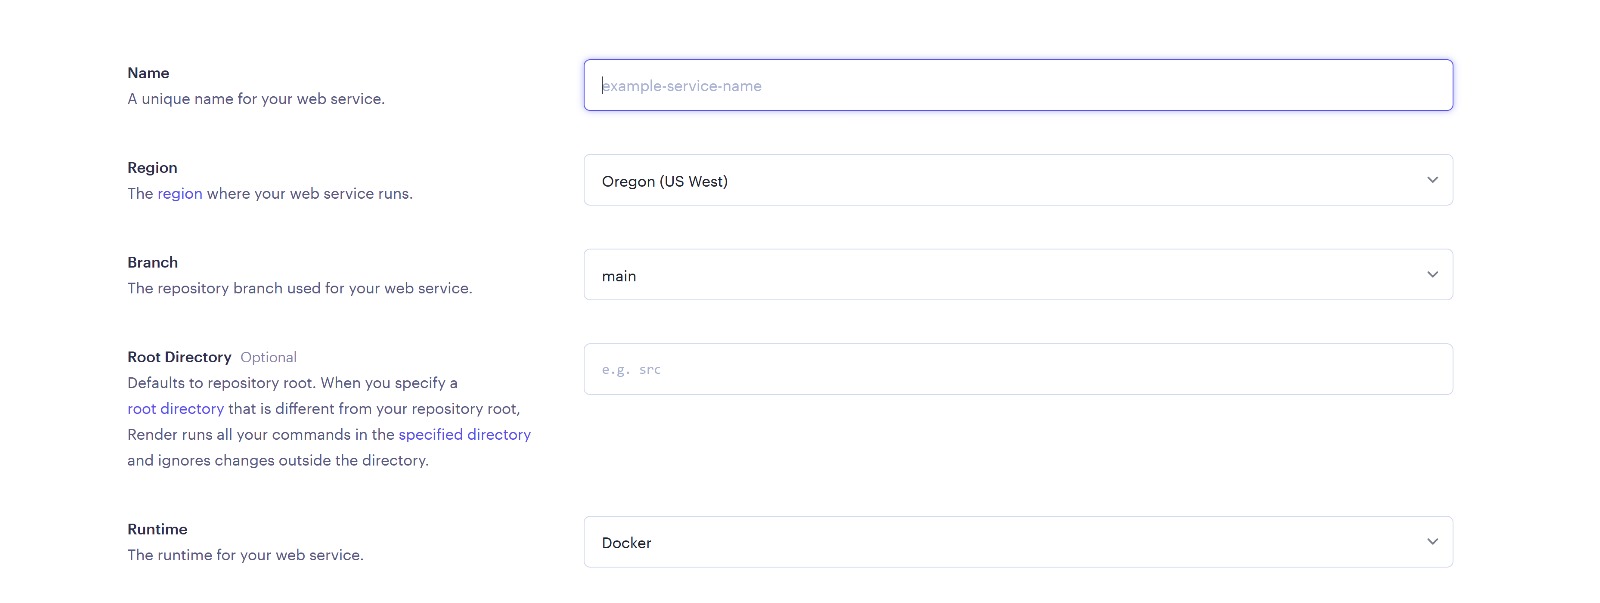 Name
A unique name for your web service.
example-service-name
Region
The region where your web service runs.
Oregon (US West)
Branch
The repository branch used for your web service.
main
Root Directory Optional
Defaults to repository root. When you specify a
root directory that is different from your repository root,
Render runs all your commands in the specified directory
and ignores changes outside the directory.
e.g. src
Runtime
The runtime for your web service.
Docker